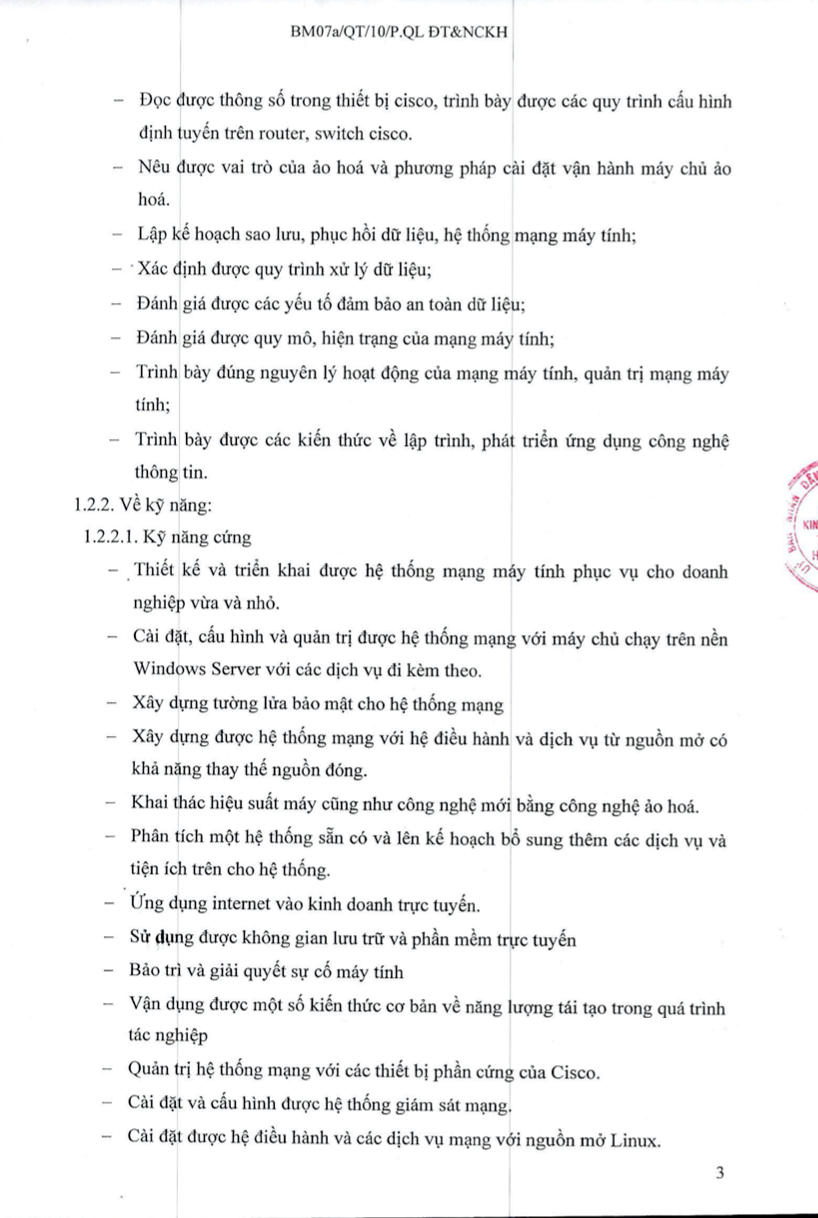 BM07a/QT/10/P.QL ĐT&NCKH
– Đọc được thông số trong thiết bị cisco, trình bày được các quy trình cấu hình
định tuyến trên router, switch cisco.
– Nêu được vai trò của ảo hoá và phương pháp cài đặt vận hành máy chủ ảo
hoá.
– Lập kế hoạch sao lưu, phục hồi dữ liệu, hệ thống mạng máy tính;
– Xác định được quy trình xử lý dữ liệu;
– Đánh giá được các yếu tố đảm bảo an toàn dữ liệu;
– Đánh giá được quy mô, hiện trạng của mạng máy tính;
– Trình bày đúng nguyên lý hoạt động của mạng máy tính, quản trị mạng máy
tính;
– Trình bày được các kiến thức về lập trình, phát triển ứng dụng công nghệ
thông tin.
1.2.2. Về kỹ năng:
1.2.2.1. Kỹ năng cứng
– Thiết kế và triển khai được hệ thống mạng máy tính phục vụ cho doanh
nghiệp vừa và nhỏ.
– Cài đặt, cấu hình và quản trị được hệ thống mạng với máy chủ chạy trên nền
Windows Server với các dịch vụ đi kèm theo.
– Xây dựng tường lửa bảo mật cho hệ thống mạng
– Xây dựng được hệ thống mạng với hệ điều hành và dịch vụ từ nguồn mở có
khả năng thay thế nguồn đóng.
– Khai thác hiệu suất máy cũng như công nghệ mới bằng công nghệ ảo hoá.
– Phân tích một hệ thống sẵn có và lên kế hoạch bổ sung thêm các dịch vụ và
tiện ích trên cho hệ thống.
– Ứng dụng internet vào kinh doanh trực tuyến.
– Sử dụng được không gian lưu trữ và phần mềm trực tuyến
– Bảo trì và giải quyết sự cố máy tính
– Vận dụng được một số kiến thức cơ bản về năng lượng tái tạo trong quá trình
tác nghiệp
– Quản trị hệ thống mạng với các thiết bị phần cứng của Cisco.
– Cài đặt và cấu hình được hệ thống giám sát mạng.
– Cài đặt được hệ điều hành và các dịch vụ mạng với nguồn mở Linux.
3